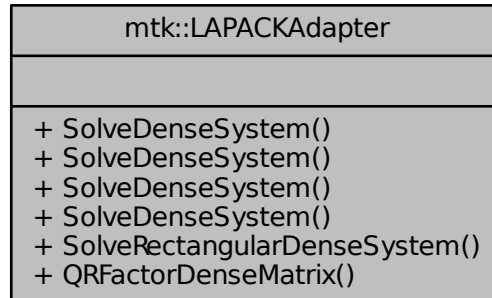 mtk::LAPACKAdapter
+ SolveDenseSystem()
+ SolveDenseSystem()
+ SolveDenseSystem()
+ SolveDenseSystem()
+ SolveRectangularDenseSystem()
+ QRFactorDenseMatrix()